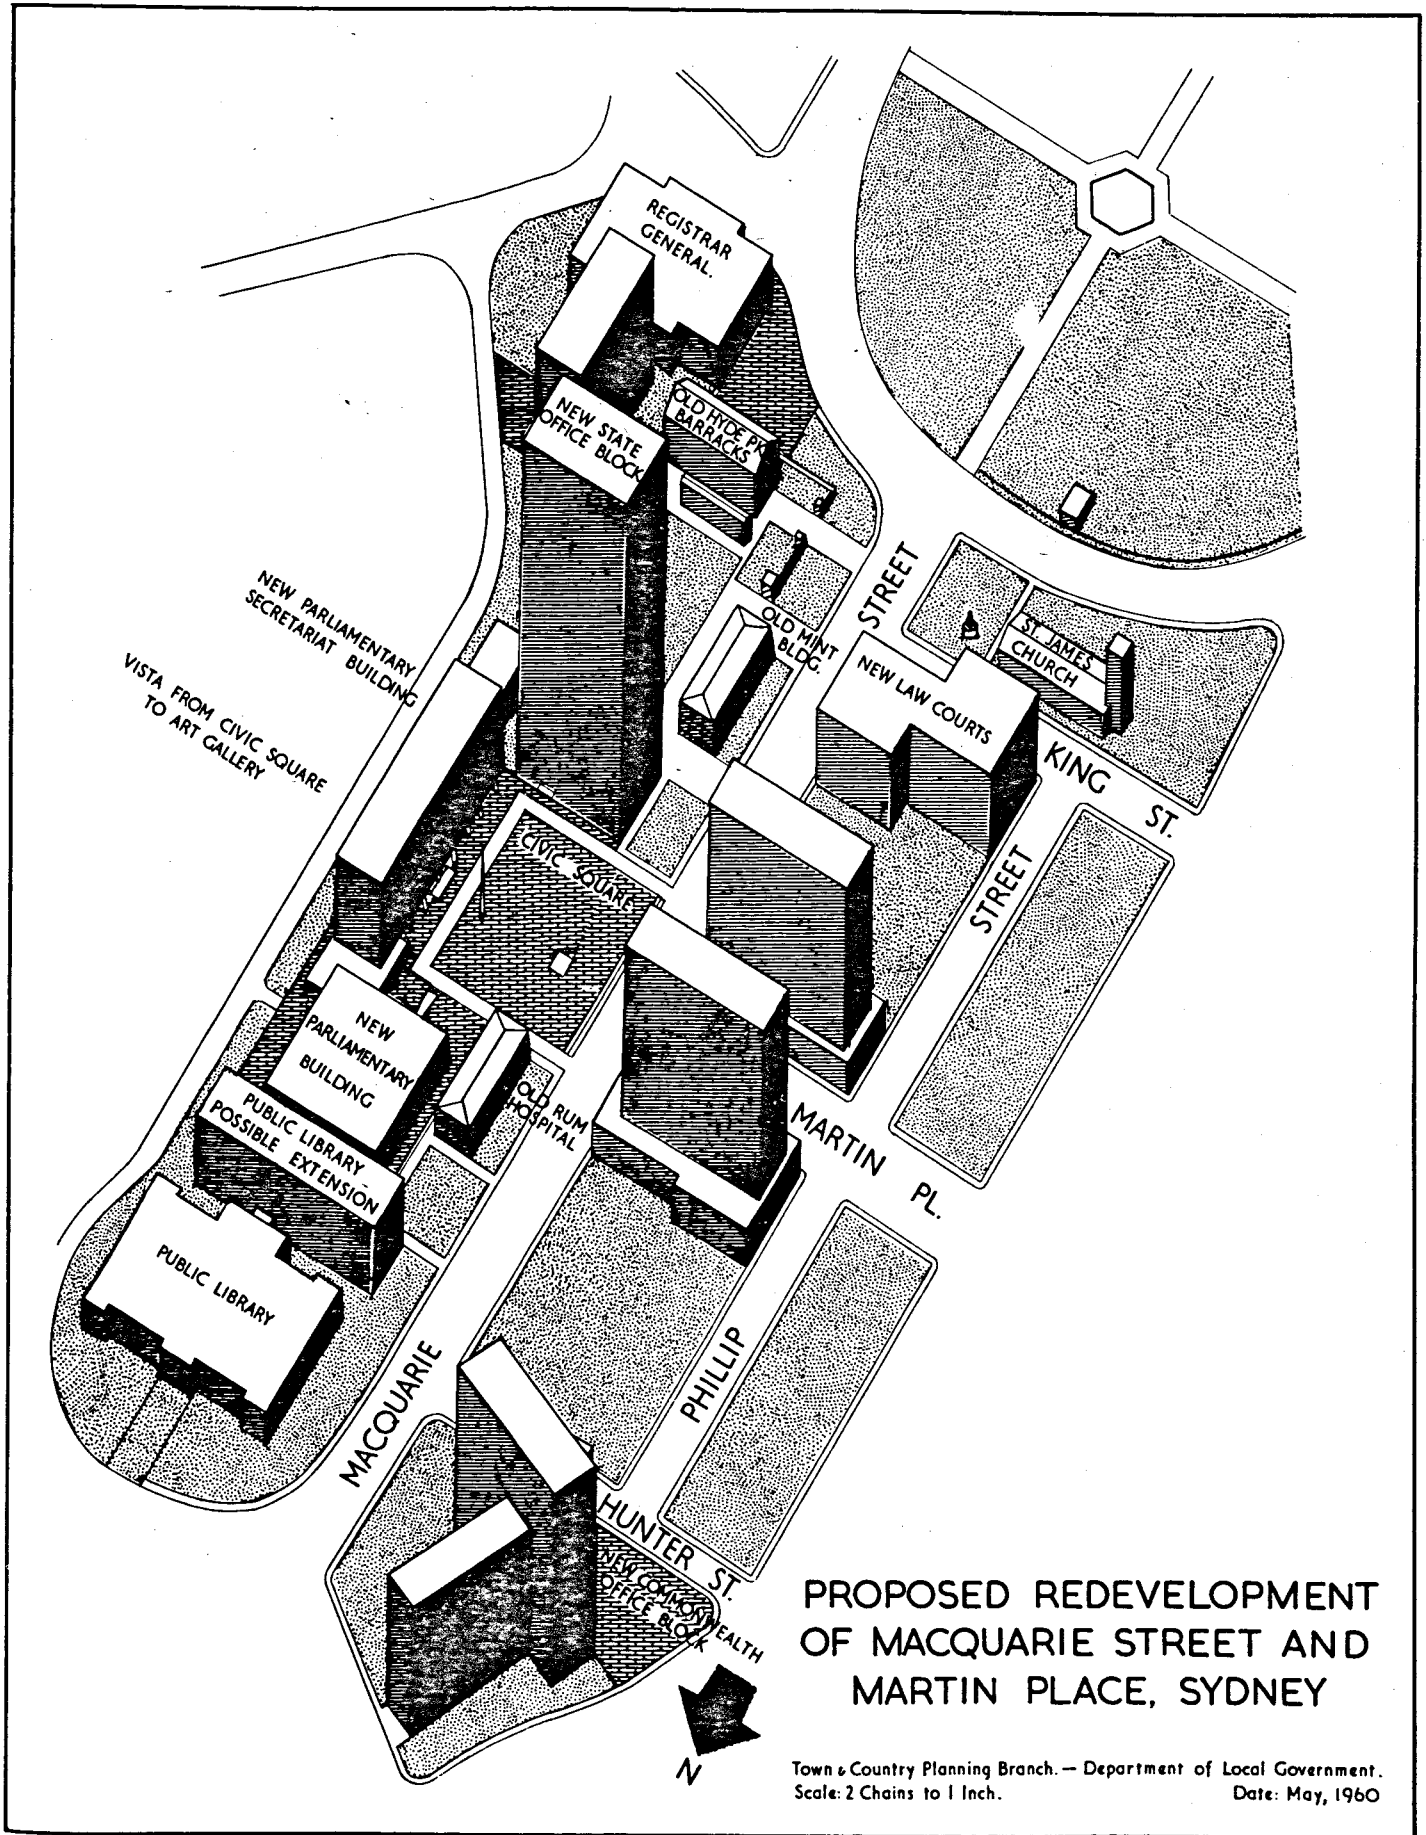 REGISTRAR
GENERAL.
NEW STATE
OFFICE BLOCK
OLD HYDE PK
BARRACKS
STREET
NEW PARLIAMENTARY
SECRETARIAT BUILDING
OLD MINT
BLDG.
ST. JAMES
CHURCH
VISTA FROM CIVIC SQUARE
TO ART GALLERY
NEW LAW COURTS
KING ST.
CIVIC SQUARE
STREET
NEW
PARLIAMENTARY
BUILDING
OLD RUM
HOSPITAL
PUBLIC LIBRARY
POSSIBLE EXTENSION
MARTIN PL.
PUBLIC LIBRARY
MACQUARIE
PHILLIP
HUNTER ST.
NEW COMMONWEALTH
OFFICE BLOCK
N
PROPOSED REDEVELOPMENT
OF MACQUARIE STREET AND
MARTIN PLACE, SYDNEY
Town & Country Planning Branch. — Department of Local Government.
Scale: 2 Chains to 1 Inch. Date: May, 1960